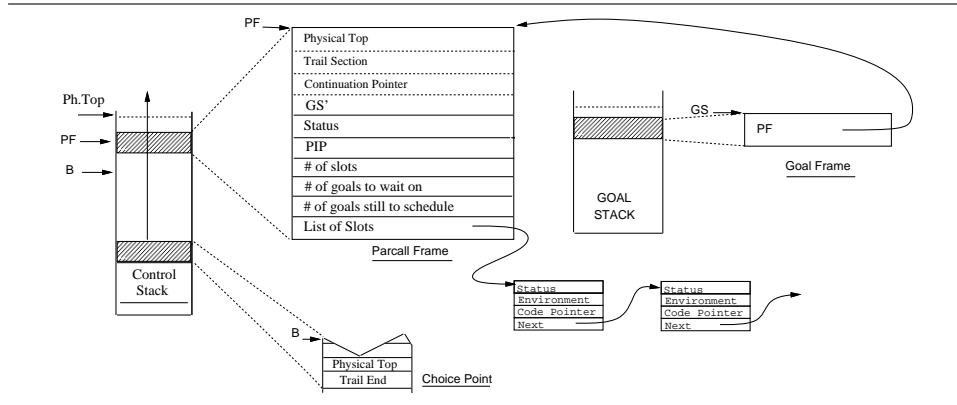 PF
Physical Top
Trail Section
Continuation Pointer
GS'
Status
PIP
# of slots
# of goals to wait on
# of goals still to schedule
List of Slots
Parcall Frame
Ph.Top
PF
B
Control
Stack
GOAL
STACK
GS
PF
Goal Frame
Status
Environment
Code Pointer
Next
Status
Environment
Code Pointer
Next
B
Physical Top
Trail End
Choice Point